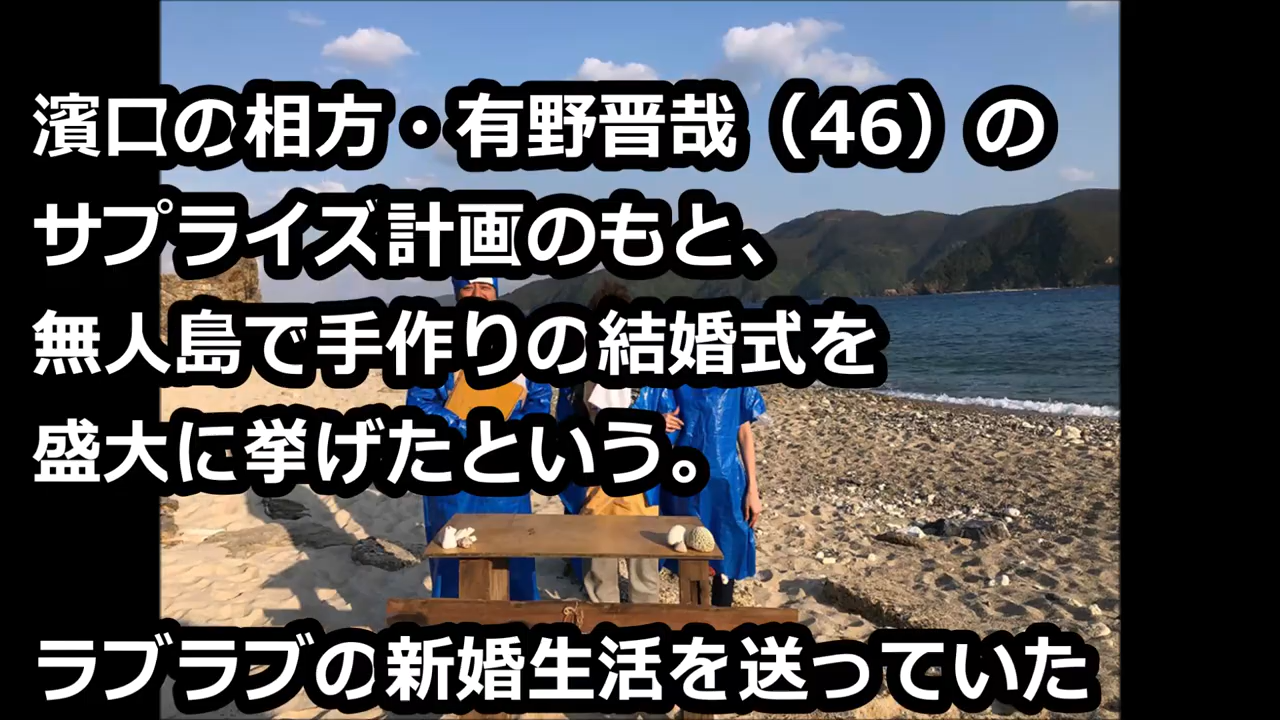 濱口の相方・有野晋哉（46）の
サプライズ計画のもと、
無人島で手作りの結婚式を
盛大に挙げたという。
ラブラブの新婚生活を送っていた